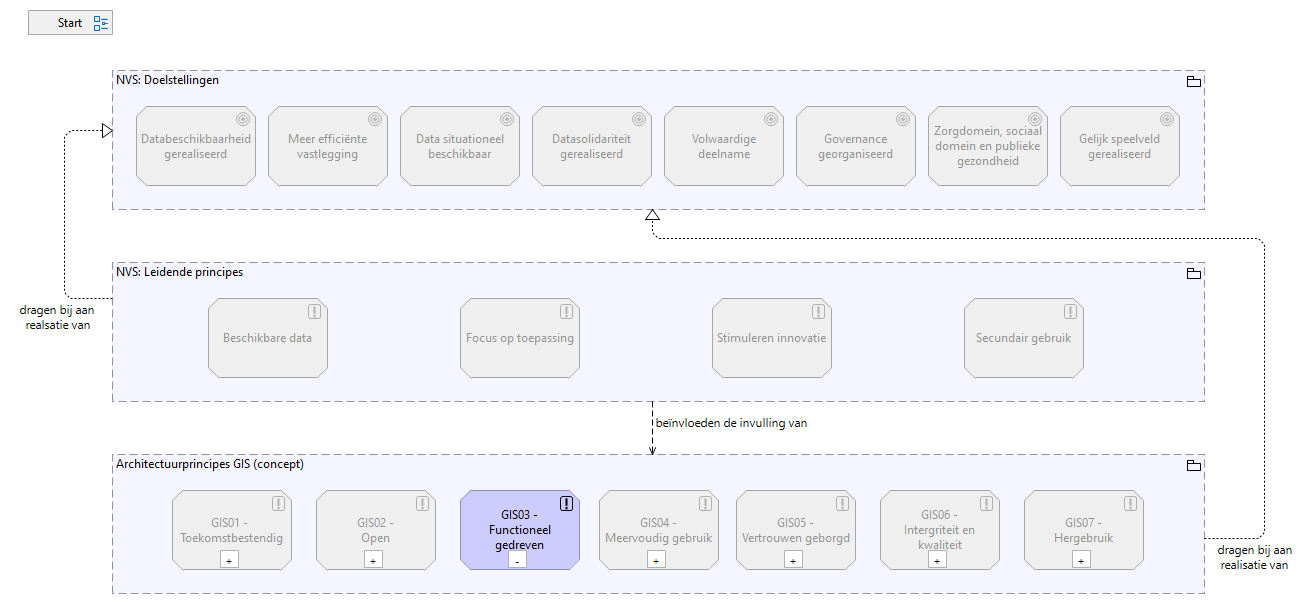 Start
NVS: Doelstellingen
Databeschikbaarheid
gerealiseerd
Meer efficiënte
vastlegging
Data situationeel
beschikbaar
Datasolidariteit
gerealiseerd
Volwaardige
deelname
Governance
georganiseerd
Zorgdomein, sociaal
domein en publieke
gezondheid
Gelijk speelveld
gerealiseerd
NVS: Leidende principes
dragen bij aan
realsatie van
Beschikbare data
Focus op toepassing
Stimuleren innovatie
Secundair gebruik
beïnvloeden de invulling van
Architectuurprincipes GIS (concept)
GIS01 -
Toekomstbestendig
+
GIS02 -
Open
+
GIS03 -
Functioneel
gedreven
-
GIS04 -
Meervoudig gebruik
+
GIS05 -
Vertrouwen geborgd
+
GIS06 -
Intergriteit en
kwaliteit
+
GIS07 -
Hergebruik
+
dragen bij aan
realisatie van